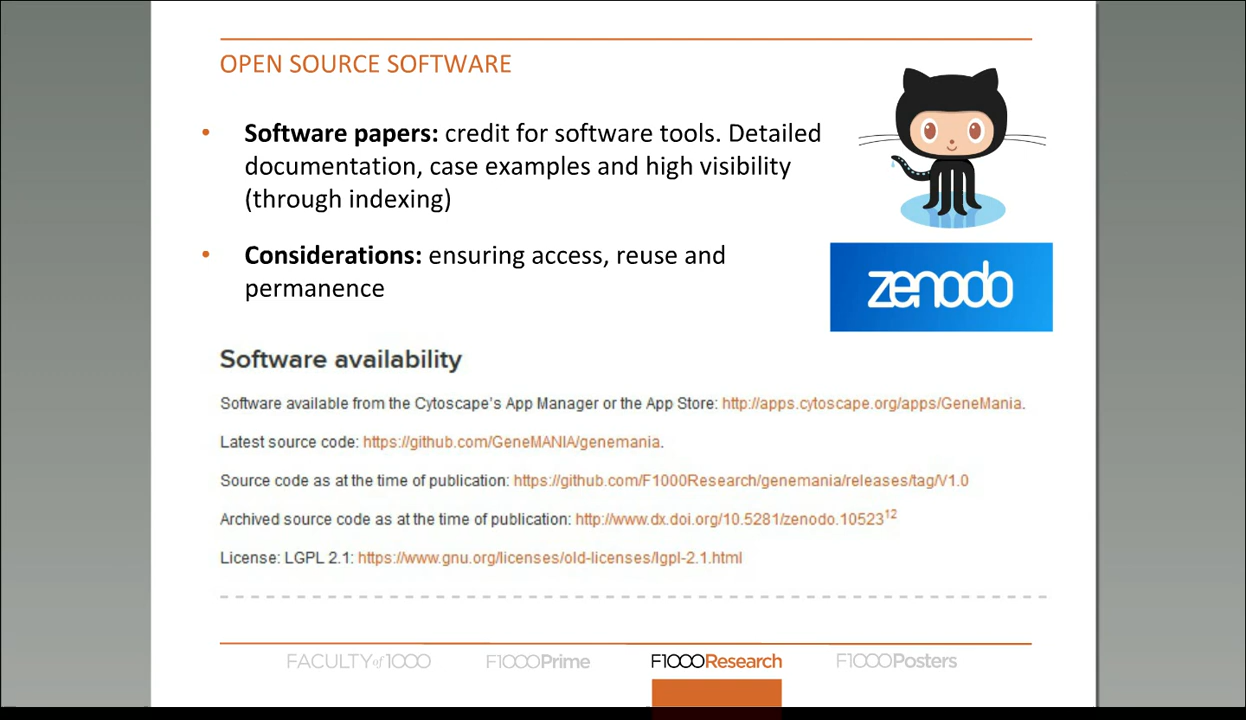 OPEN SOURCE SOFTWARE
• Software papers: credit for software tools. Detailed
documentation, case examples and high visibility
(through indexing)
• Considerations: ensuring access, reuse and
permanence
zenodo
Software availability
Software available from the Cytoscape's App Manager or the App Store: http://apps.cytoscape.org/apps/GeneMania.
Latest source code: https://github.com/GeneMANIA/genemania.
Source code as at the time of publication: https://github.com/F1000Research/genemania/releases/tag/V1.0
Archived source code as at the time of publication: http://www.dx.doi.org/10.5281/zenodo.10523¹²
License: LGPL 2.1: https://www.gnu.org/licenses/old-licenses/lgpl-2.1.html
FACULTY of 1000 F1000Prime F1000Research F1000Posters